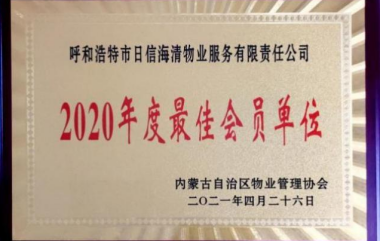 呼和浩特市日信海清物业服务有限责任公司
2020年度最佳会员单位
内蒙古自治区物业管理协会
二〇二一年四月二十六日